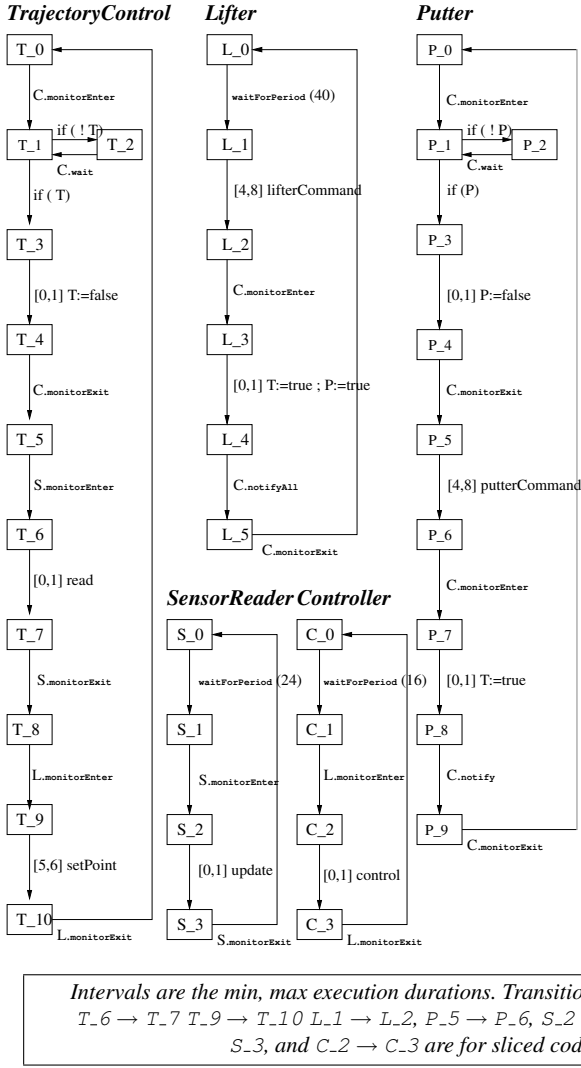 TrajectoryControl
T_0
C.monitorEnter
if ( ! T)
T_1
T_2
C.wait
if ( T)
T_3
[0,1] T:=false
T_4
C.monitorExit
T_5
S.monitorEnter
T_6
[0,1] read
T_7
S.monitorExit
T_8
L.monitorEnter
T_9
[5,6] setPoint
T_10
L.monitorExit
Lifter
L_0
waitForPeriod (40)
L_1
[4,8] lifterCommand
L_2
C.monitorEnter
L_3
[0,1] T:=true ; P:=true
L_4
C.notifyAll
L_5
C.monitorExit
Putter
P_0
C.monitorEnter
if ( ! P)
P_1
P_2
C.wait
if (P)
P_3
[0,1] P:=false
P_4
C.monitorExit
P_5
[4,8] putterCommand
P_6
C.monitorEnter
P_7
[0,1] T:=true
P_8
C.notify
P_9
C.monitorExit
SensorReader
S_0
waitForPeriod (24)
S_1
S.monitorEnter
S_2
[0,1] update
S_3
S.monitorExit
Controller
C_0
waitForPeriod (16)
C_1
L.monitorEnter
C_2
[0,1] control
C_3
L.monitorExit
Intervals are the min, max execution durations. Transitio
T_6 → T_7 T_9 → T_10 L_1 → L_2, P_5 → P_6, S_2
S_3, and C_2 → C_3 are for sliced cod